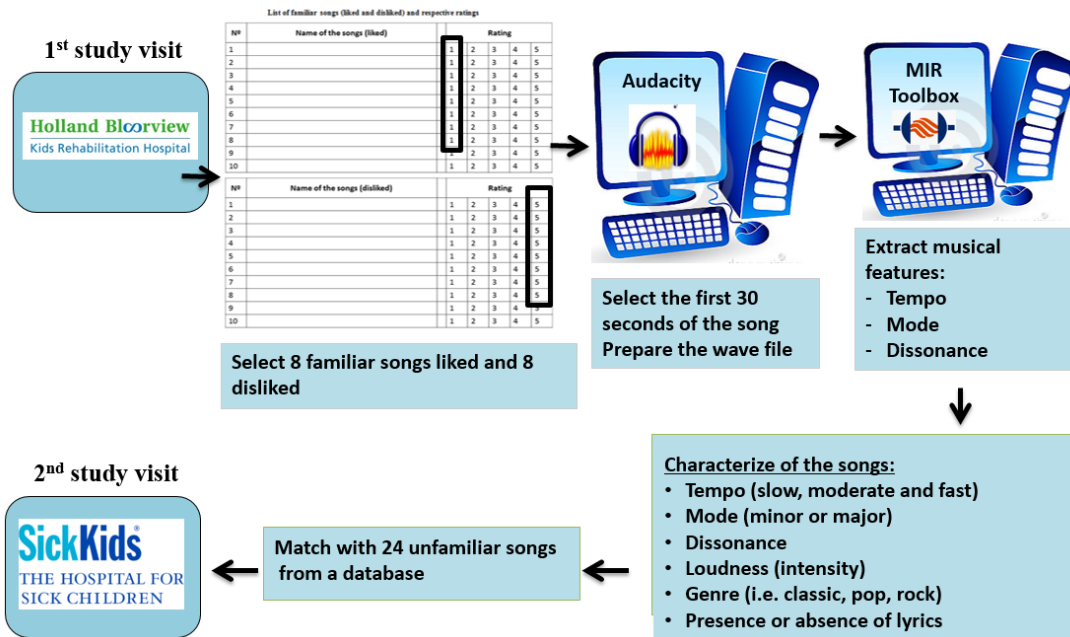 List of familiar songs (liked and disliked) and respective ratings
1st study visit
Holland Bloorview
Kids Rehabilitation Hospital
Nº Name of the songs (liked) Rating
1 1 2 3 4 5
2 1 2 3 4 5
3 1 2 3 4 5
4 1 2 3 4 5
5 1 2 3 4 5
6 1 2 3 4 5
7 1 2 3 4 5
8 1 2 3 4 5
9 1 2 3 4 5
10 1 2 3 4 5
Nº Name of the songs (disliked) Rating
1 1 2 3 4 5
2 1 2 3 4 5
3 1 2 3 4 5
4 1 2 3 4 5
5 1 2 3 4 5
6 1 2 3 4 5
7 1 2 3 4 5
8 1 2 3 4 5
9 1 2 3 4 5
10 1 2 3 4 5
Select 8 familiar songs liked and 8
disliked
Audacity
Select the first 30
seconds of the song
Prepare the wave file
MIR
Toolbox
Extract musical
features:
- Tempo
- Mode
- Dissonance
Characterize of the songs:
• Tempo (slow, moderate and fast)
• Mode (minor or major)
• Dissonance
• Loudness (intensity)
• Genre (i.e. classic, pop, rock)
• Presence or absence of lyrics
Match with 24 unfamiliar songs
from a database
2nd study visit
SickKids®
THE HOSPITAL FOR
SICK CHILDREN